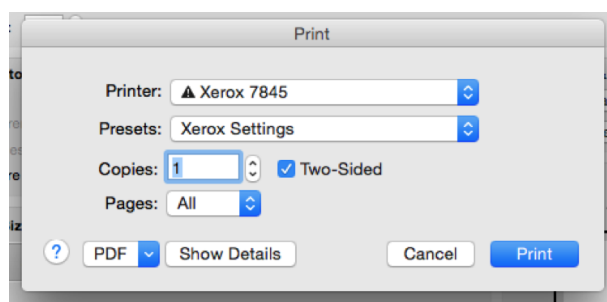 Print
Printer: Xerox 7845
Presets: Xerox Settings
Copies: 1 Two-Sided
Pages: All
? PDF Show Details Cancel Print